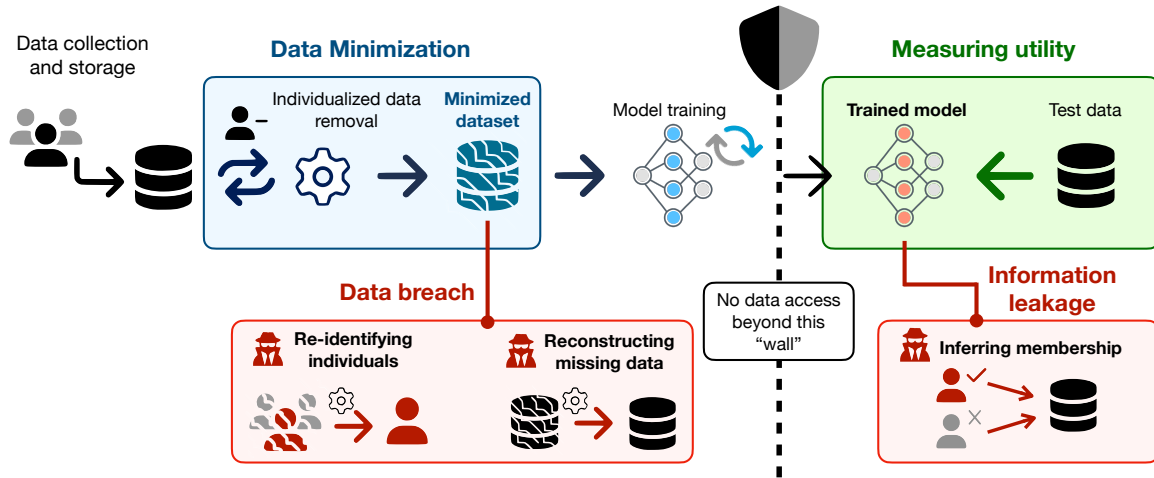 Data collection
and storage
Data Minimization
Individualized data
removal
Minimized
dataset
Model training
Measuring utility
Trained model
Test data
Data breach
Re-identifying
individuals
Reconstructing
missing data
No data access
beyond this
“wall”
Information
leakage
Inferring membership